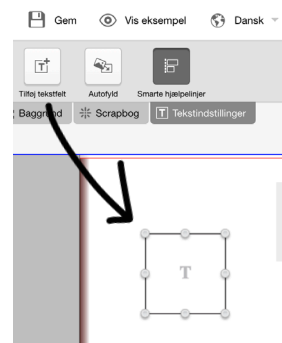 Gem Vis eksempel Dansk
Tilføj tekstfelt Autofyld Smarte hjælpelinjer
Baggrund Scrapbog T Tekstindstillinger
T